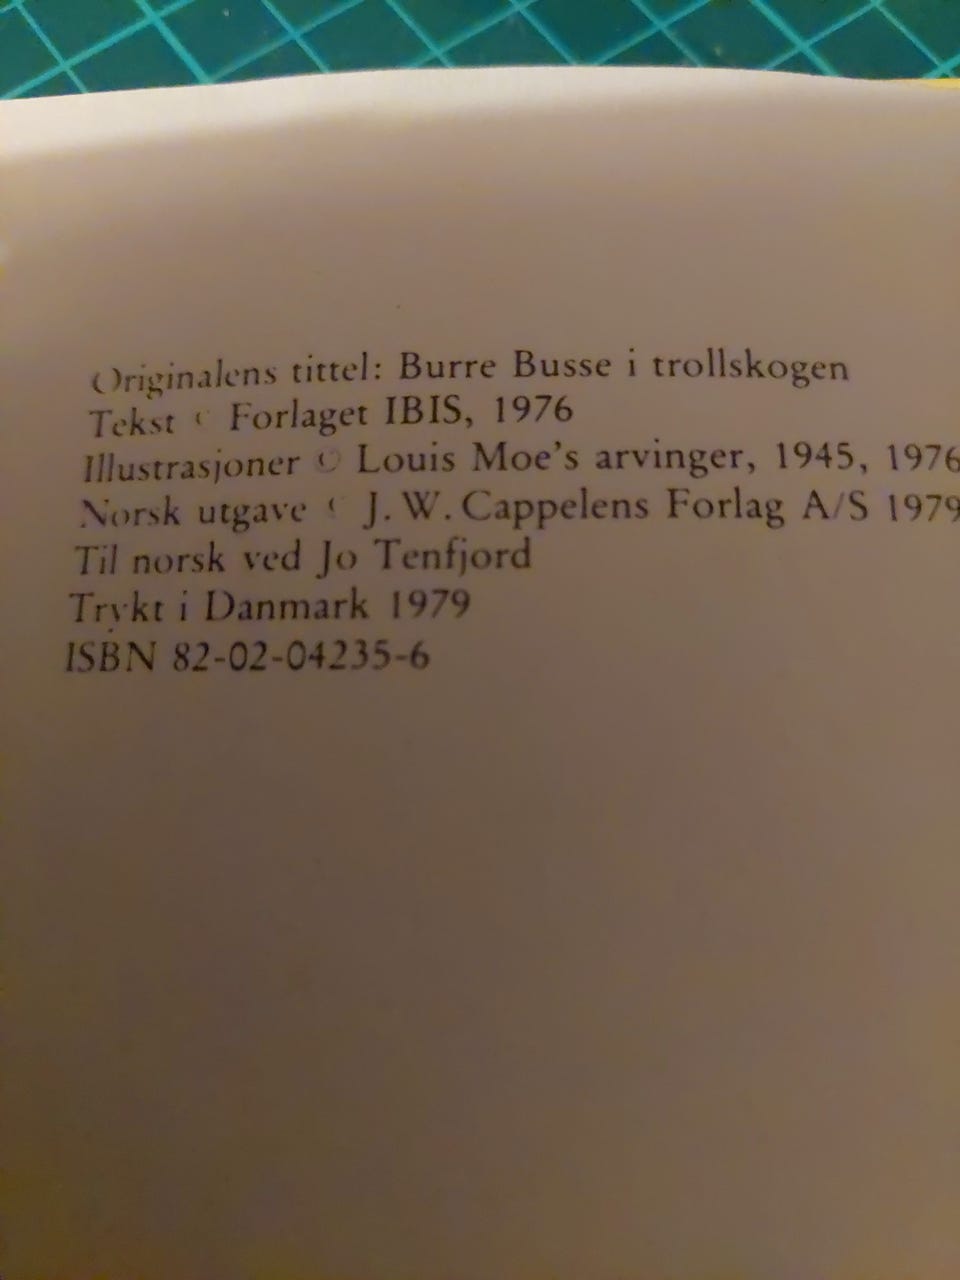 Originalens tittel: Burre Busse i trollskogen
Tekst © Forlaget IBIS, 1976
Illustrasjoner © Louis Moe's arvinger, 1945, 1976
Norsk utgave © J. W. Cappelens Forlag A/S 1979
Til norsk ved Jo Tenfjord
Trykt i Danmark 1979
ISBN 82-02-04235-6